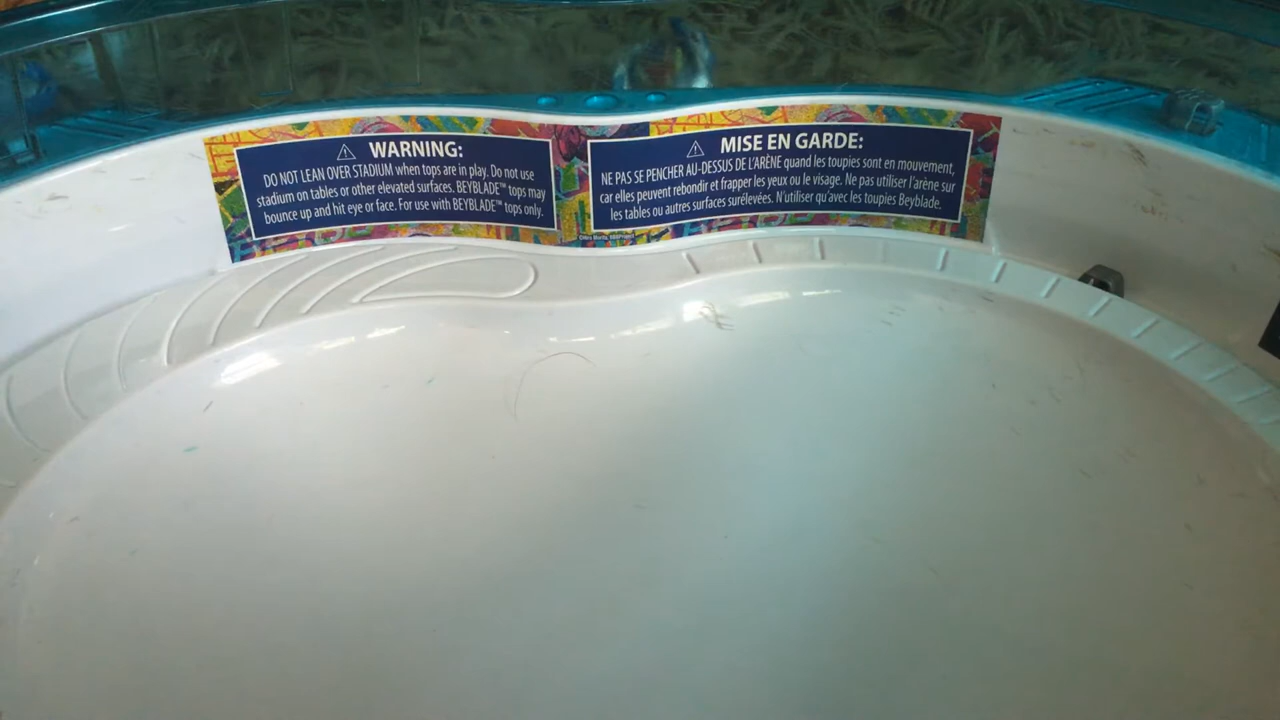 WARNING:
DO NOT LEAN OVER STADIUM when tops are in play. Do not use
stadium on tables or other elevated surfaces. BEYBLADE™ tops may
bounce up and hit eye or face. For use with BEYBLADE™ tops only.
MISE EN GARDE:
NE PAS SE PENCHER AU-DESSUS DE L'ARÈNE quand les toupies sont en mouvement,
car elles peuvent rebondir et frapper les yeux ou le visage. Ne pas utiliser l'arène sur
les tables ou autres surfaces surélevées. N'utiliser qu'avec les toupies Beyblade.